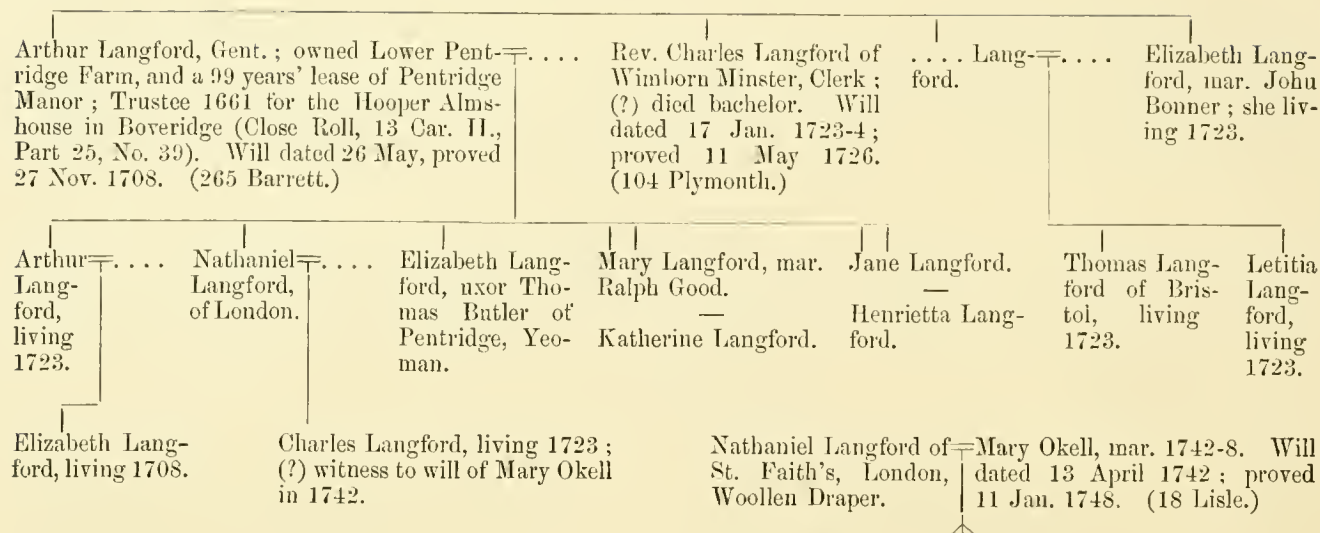 Arthur Langford, Gent.; owned Lower Pent-
ridge Farm, and a 99 years' lease of Pentridge
Manor; Trustee 1661 for the Hooper Alms-
house in Boveridge (Close Roll, 13 Car. II.,
Part 25, No. 39). Will dated 26 May, proved
27 Nov. 1708. (265 Barrett.)
....
Rev. Charles Langford of
Wimborn Minster, Clerk;
(?) died bachelor. Will
dated 17 Jan. 1723-4;
proved 11 May 1726.
(104 Plymouth.)
.... Lang-
ford.
....
Elizabeth Lang-
ford, mar. John
Bonner; she liv-
ing 1723.
Arthur
Lang-
ford,
living
1723.
....
Nathaniel
Langford,
of London.
....
Elizabeth Lang-
ford, uxor Tho-
mas Butler of
Pentridge, Yeo-
man.
Mary Langford, mar.
Ralph Good.
—
Katherine Langford.
Jane Langford.
—
Henrietta Lang-
ford.
Thomas Lang-
ford of Bris-
tol, living
1723.
Letitia
Lang-
ford,
living
1723.
Elizabeth Lang-
ford, living 1708.
Charles Langford, living 1723;
(?) witness to will of Mary Okell
in 1742.
Nathaniel Langford of
St. Faith's, London,
Woollen Draper.
Mary Okell, mar. 1742-8. Will
dated 13 April 1742; proved
11 Jan. 1748. (18 Lisle.)